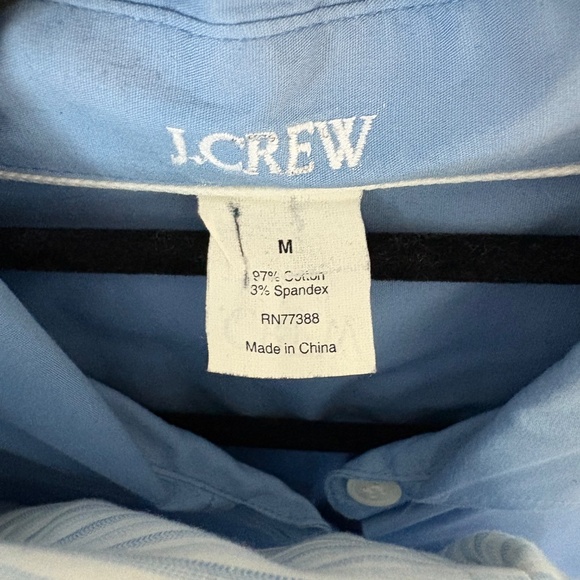 J.CREW
M
97% Cotton
3% Spandex
RN77388
Made in China